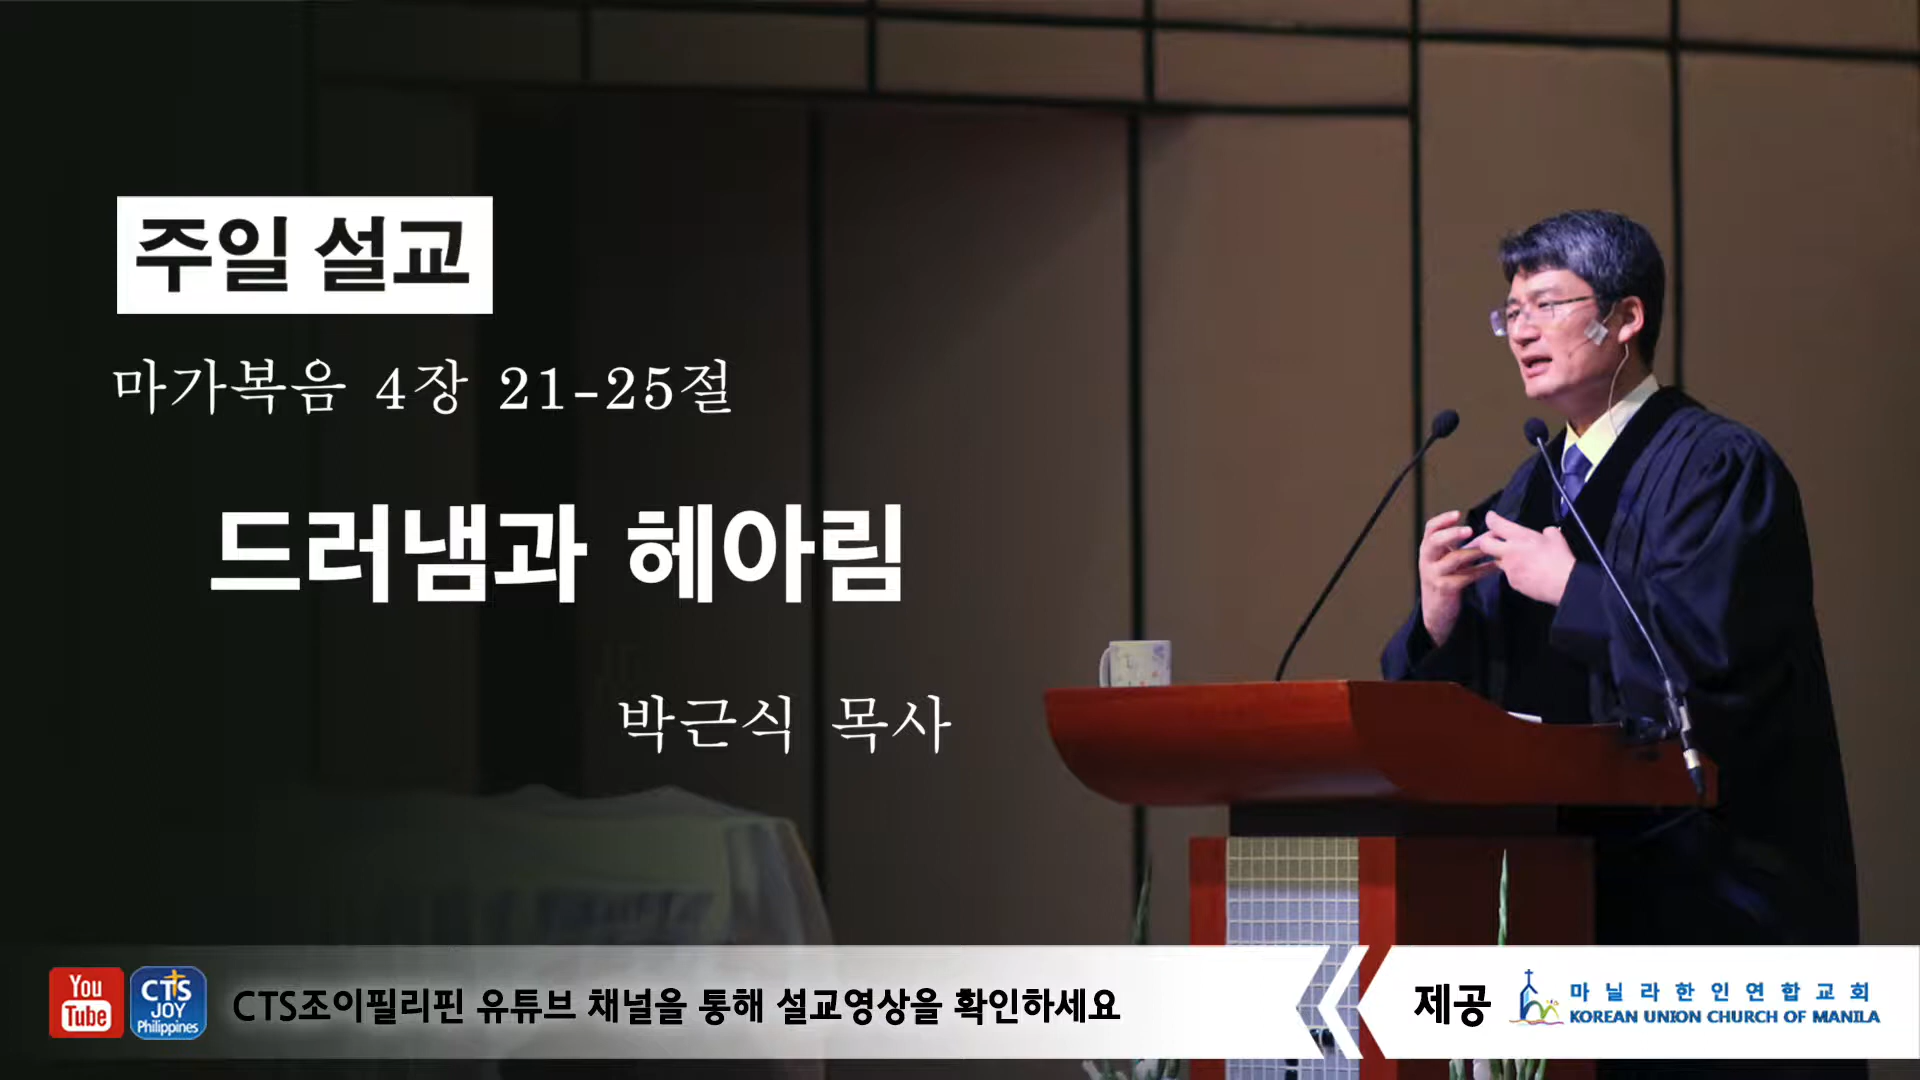 주일 설교
마가복음 4장 21-25절
드러냄과 헤아림
박근식 목사
You
Tube
CTS
JOY
Philippines
CTS조이필리핀 유튜브 채널을 통해 설교영상을 확인하세요
제공
마닐라한인연합교회
KOREAN UNION CHURCH OF MANILA